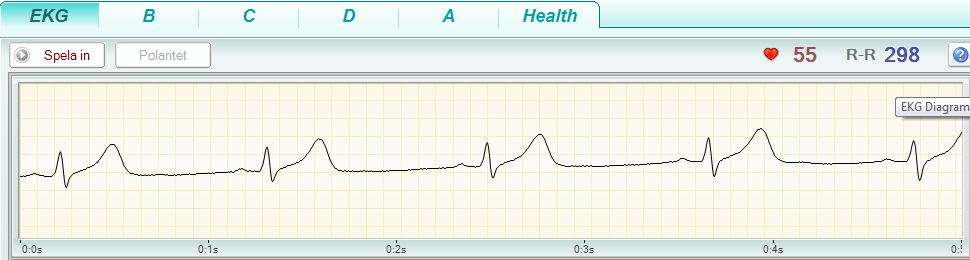 EKG B C D A Health
Spela in Polaritet 55 R-R 298 ?
EKG Diagram
0:0s 0:1s 0:2s 0:3s 0:4s